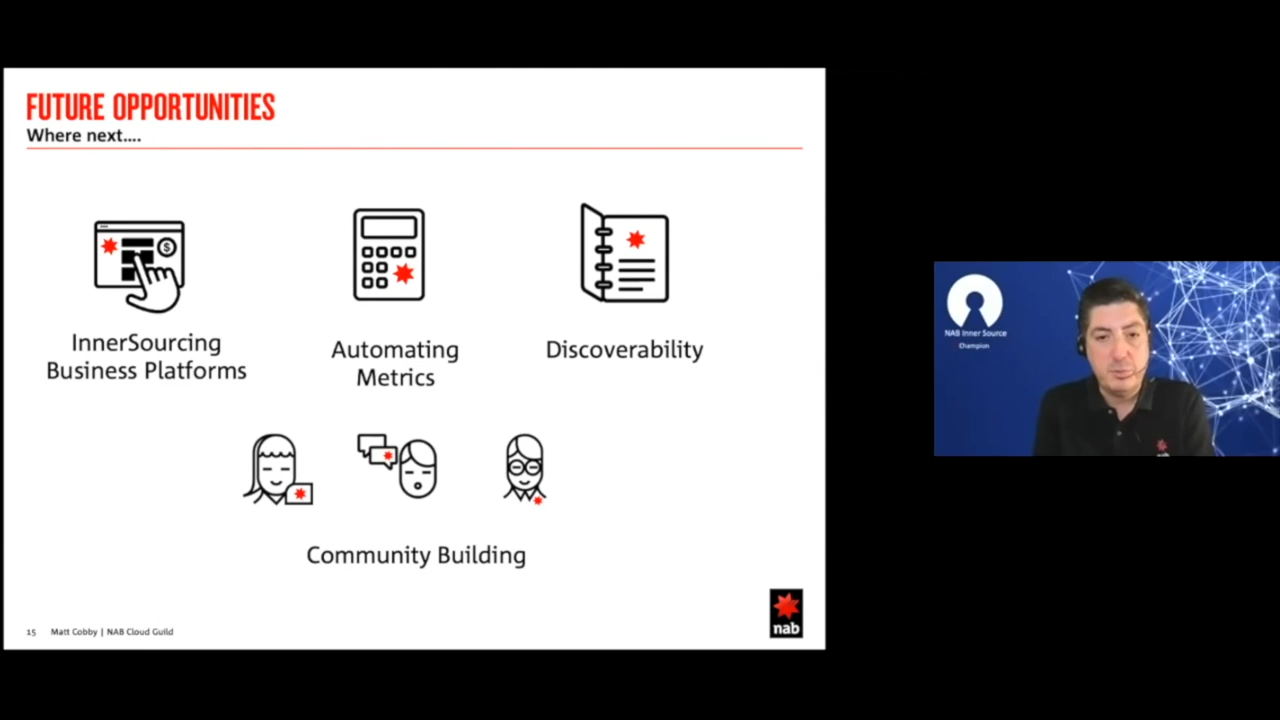 FUTURE OPPORTUNITIES
Where next....
$
InnerSourcing
Business Platforms
Automating
Metrics
Discoverability
Community Building
15 Matt Cobby | NAB Cloud Guild
nab
NAB Inner Source
Champion